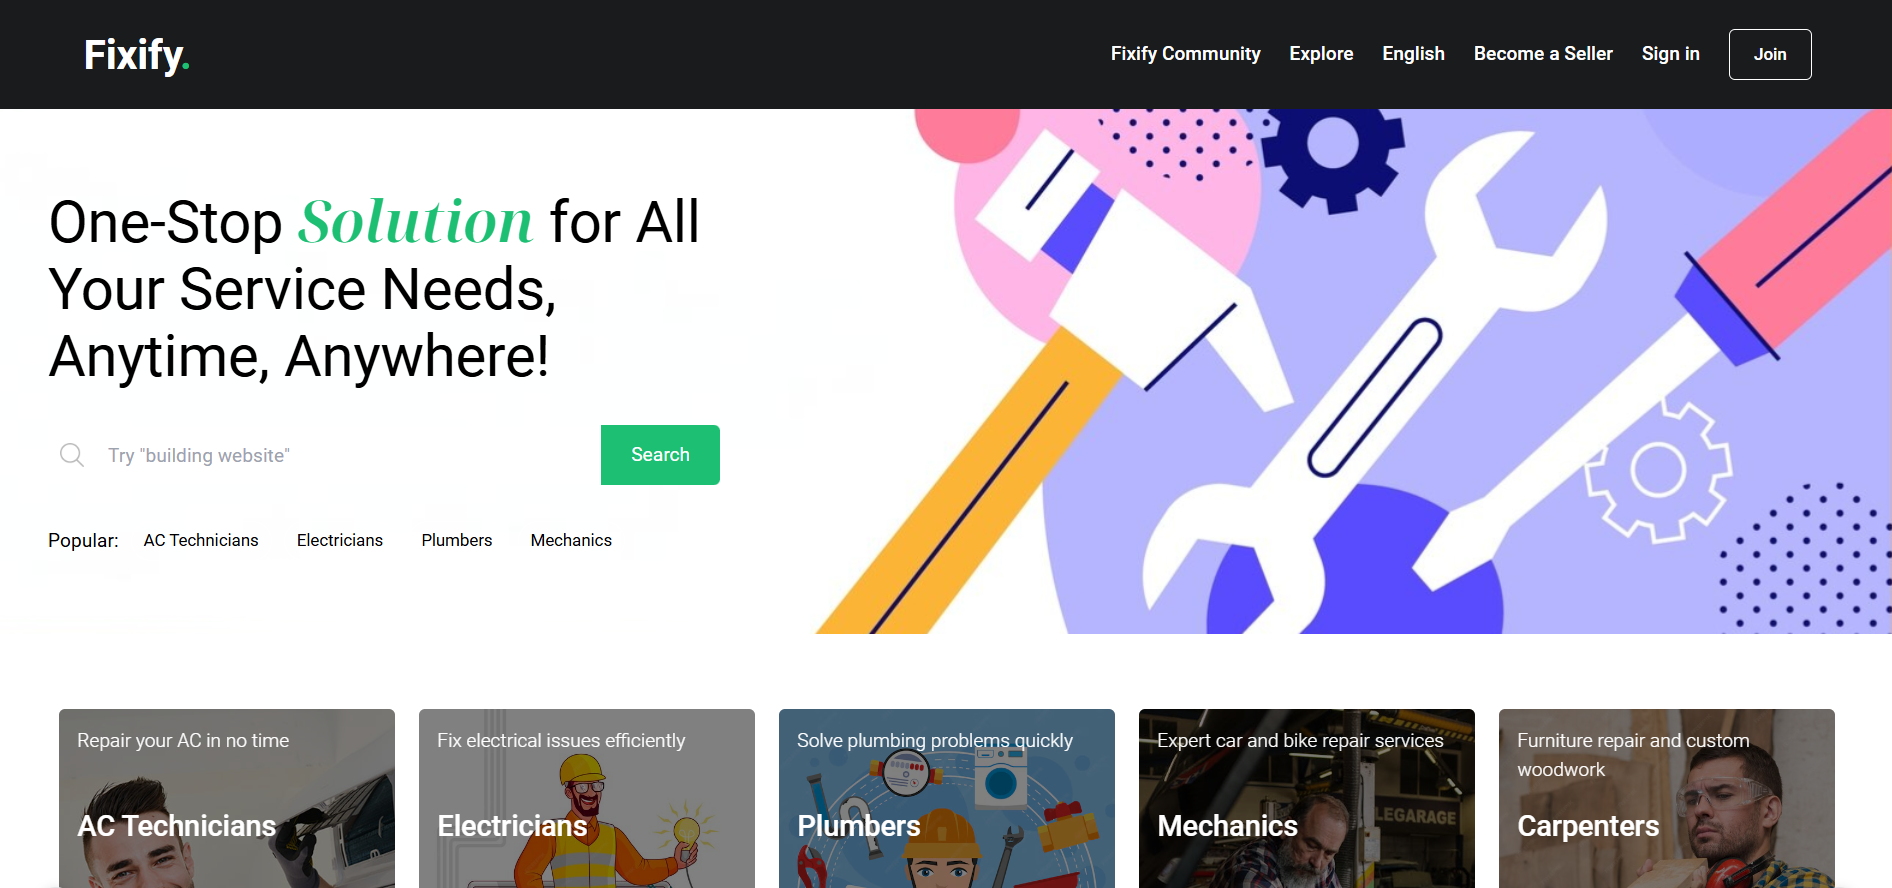 Fixify.
Fixify Community
Explore
English
Become a Seller
Sign in
Join
One-Stop Solution for All
Your Service Needs,
Anytime, Anywhere!
Try "building website"
Search
Popular:
AC Technicians
Electricians
Plumbers
Mechanics
Repair your AC in no time
AC Technicians
Fix electrical issues efficiently
Electricians
Solve plumbing problems quickly
Plumbers
Expert car and bike repair services
LEGARAGE
Mechanics
Furniture repair and custom
woodwork
Carpenters